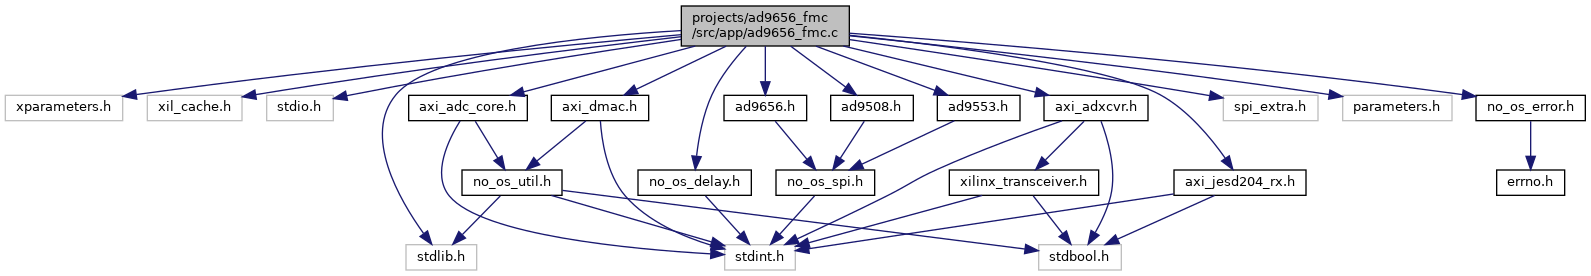 projects/ad9656_fmc
/src/app/ad9656_fmc.c
xparameters.h
xil_cache.h
stdio.h
axi_adc_core.h
axi_dmac.h
ad9656.h
ad9508.h
ad9553.h
axi_adxcvr.h
spi_extra.h
parameters.h
no_os_error.h
no_os_util.h
no_os_delay.h
no_os_spi.h
xilinx_transceiver.h
axi_jesd204_rx.h
errno.h
stdlib.h
stdint.h
stdbool.h